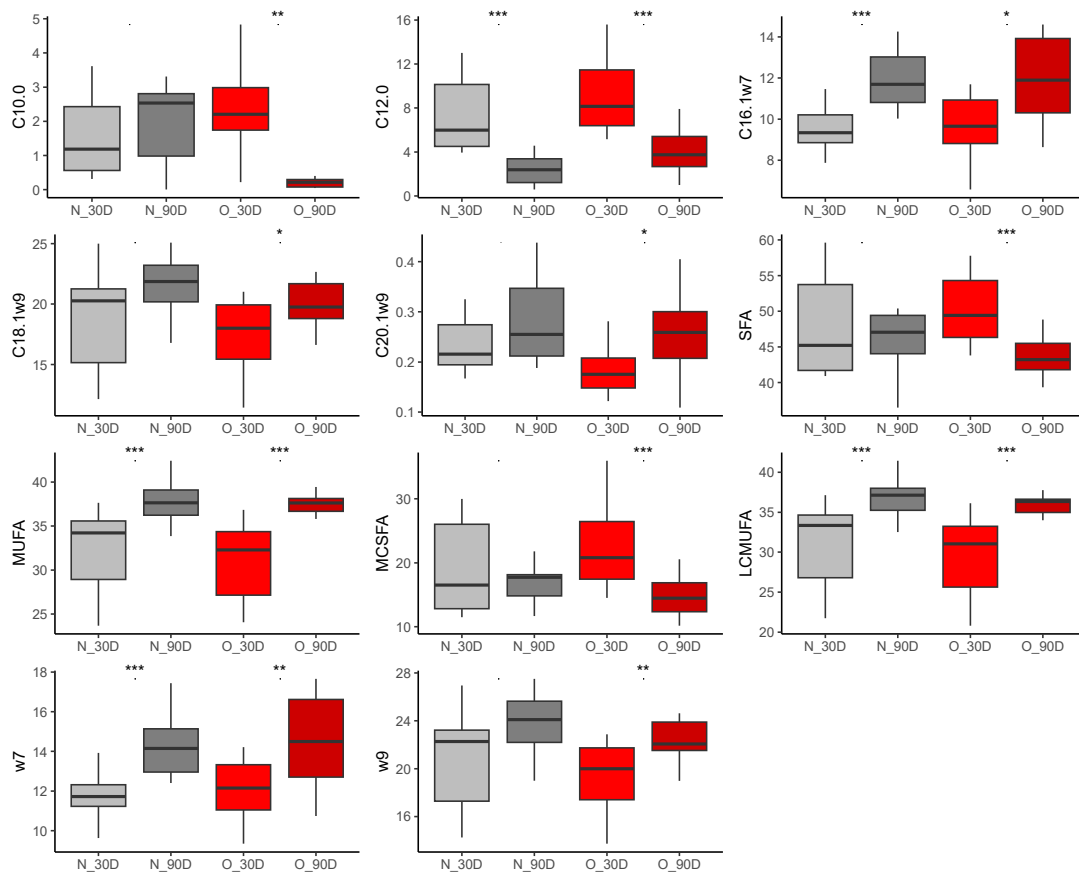 ** *** *** *** *
C10.0 C12.0 C16.1w7
5 4 3 2 1 0
16 12 8 4 0
14 12 10 8
N_30D N_90D O_30D O_90D N_30D N_90D O_30D O_90D N_30D N_90D O_30D O_90D
* * ***
C18.1w9 C20.1w9 SFA
25 20 15
0.4 0.3 0.2 0.1
60 55 50 45 40
N_30D N_90D O_30D O_90D N_30D N_90D O_30D O_90D N_30D N_90D O_30D O_90D
*** *** *** *** ***
MUFA MCSFA LCMUFA
40 35 30 25
30 20 10
40 35 30 25 20
N_30D N_90D O_30D O_90D N_30D N_90D O_30D O_90D N_30D N_90D O_30D O_90D
*** ** **
w7 w9
18 16 14 12 10
28 24 20 16
N_30D N_90D O_30D O_90D N_30D N_90D O_30D O_90D